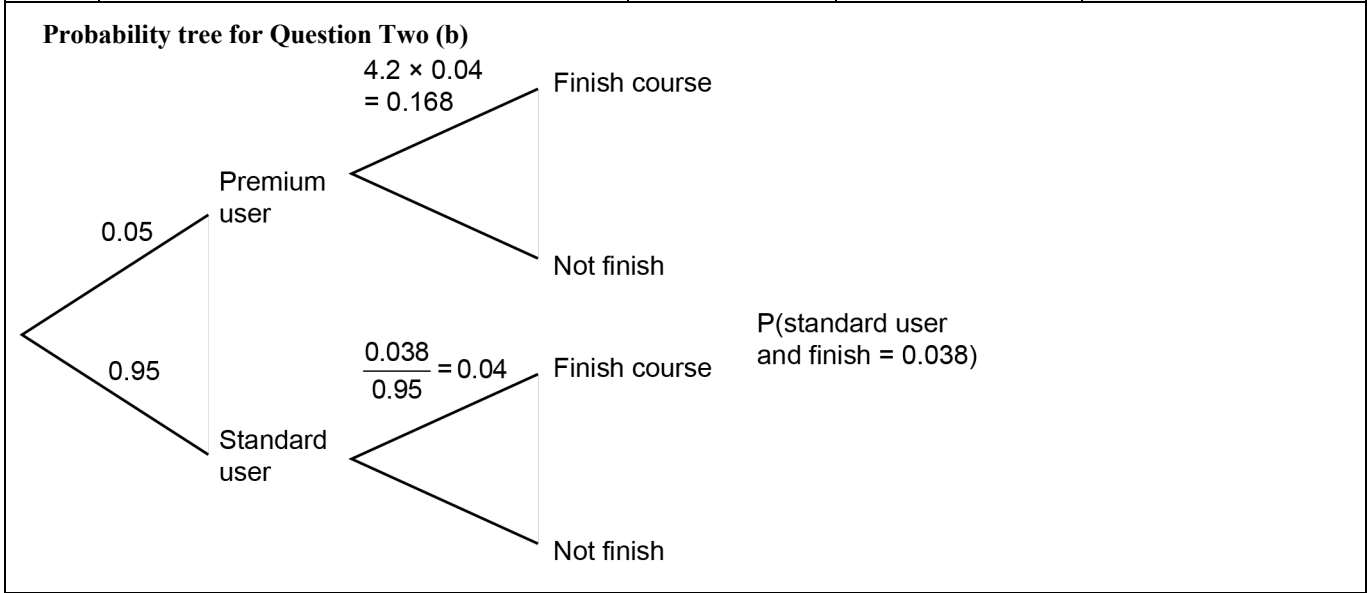 Probability tree for Question Two (b)
4.2 × 0.04
= 0.168
Finish course
Premium
user
0.05
Not finish
P(standard user
and finish = 0.038)
0.95
0.038
0.95
= 0.04
Finish course
Standard
user
Not finish